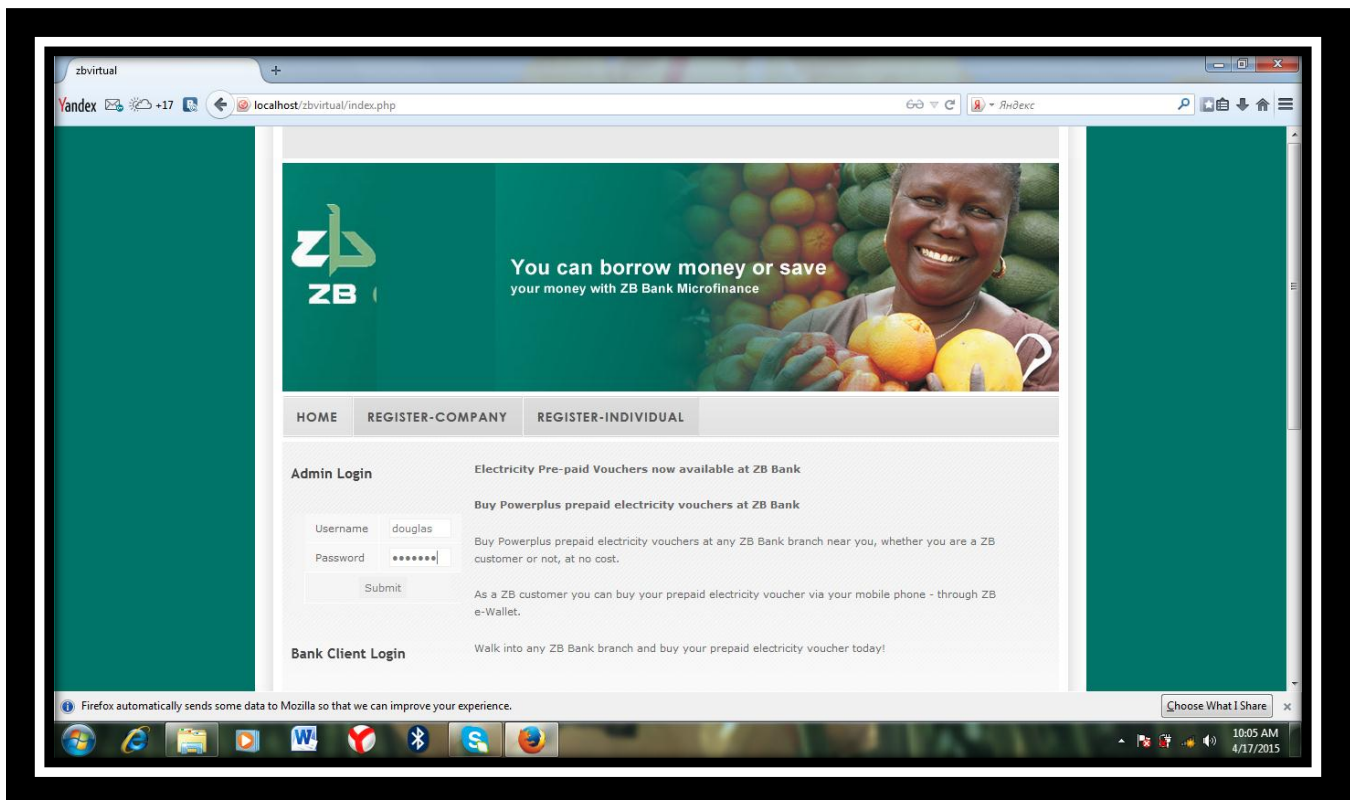 zbvirtual
Yandex +17 localhost/zbvirtual/index.php Яндекс
zb
ZB
You can borrow money or save
your money with ZB Bank Microfinance
HOME REGISTER-COMPANY REGISTER-INDIVIDUAL
Admin Login
Username douglas
Password
Submit
Bank Client Login
Electricity Pre-paid Vouchers now available at ZB Bank
Buy Powerplus prepaid electricity vouchers at ZB Bank
Buy Powerplus prepaid electricity vouchers at any ZB Bank branch near you, whether you are a ZB
customer or not, at no cost.
As a ZB customer you can buy your prepaid electricity voucher via your mobile phone - through ZB
e-Wallet.
Walk into any ZB Bank branch and buy your prepaid electricity voucher today!
Firefox automatically sends some data to Mozilla so that we can improve your experience. Choose What I Share
10:05 AM
4/17/2015